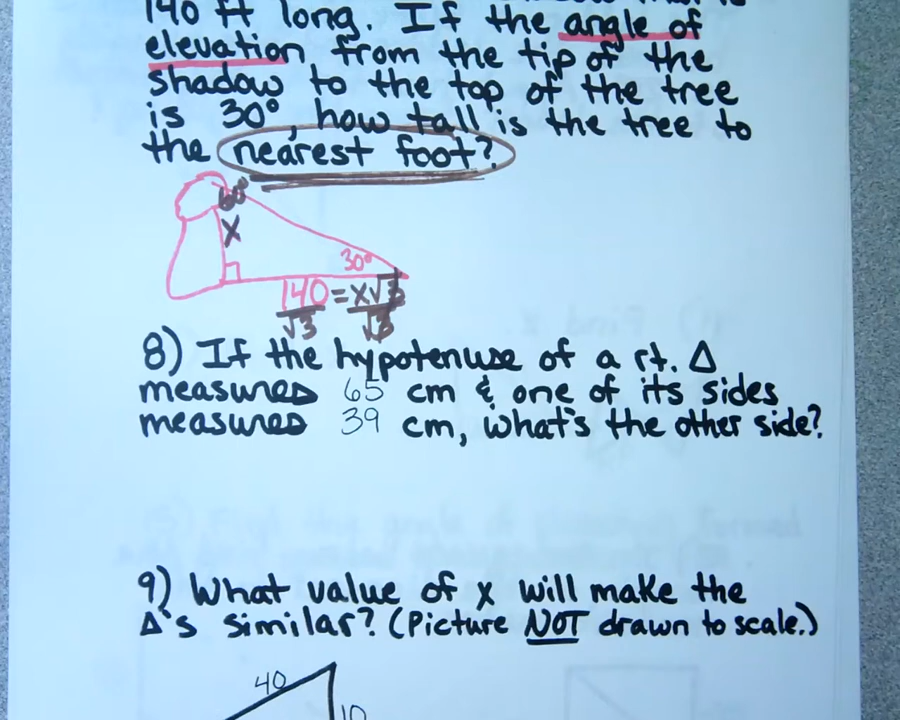 140 ft long. If the angle of
elevation from the tip of the
shadow to the top of the tree
is 30°, how tall is the tree to
the nearest foot?
60°
X
30°
140 = x√3
√3 √3
8) If the hypotenuse of a rt. Δ
measures 65 cm & one of its sides
measures 39 cm, what's the other side?
9) What value of x will make the
Δ's similar? (Picture NOT drawn to scale.)
40
10